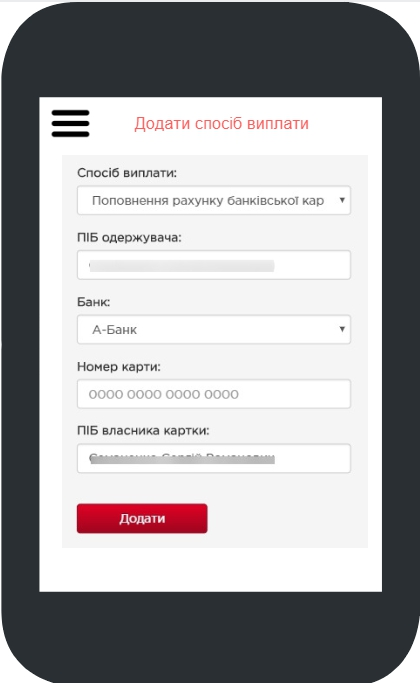 Додати спосіб виплати
Спосіб виплати:
Поповнення рахунку банківської кар
ПІБ одержувача:
Банк:
А-Банк
Номер карти:
0000 0000 0000 0000
ПІБ власника картки:
Додати